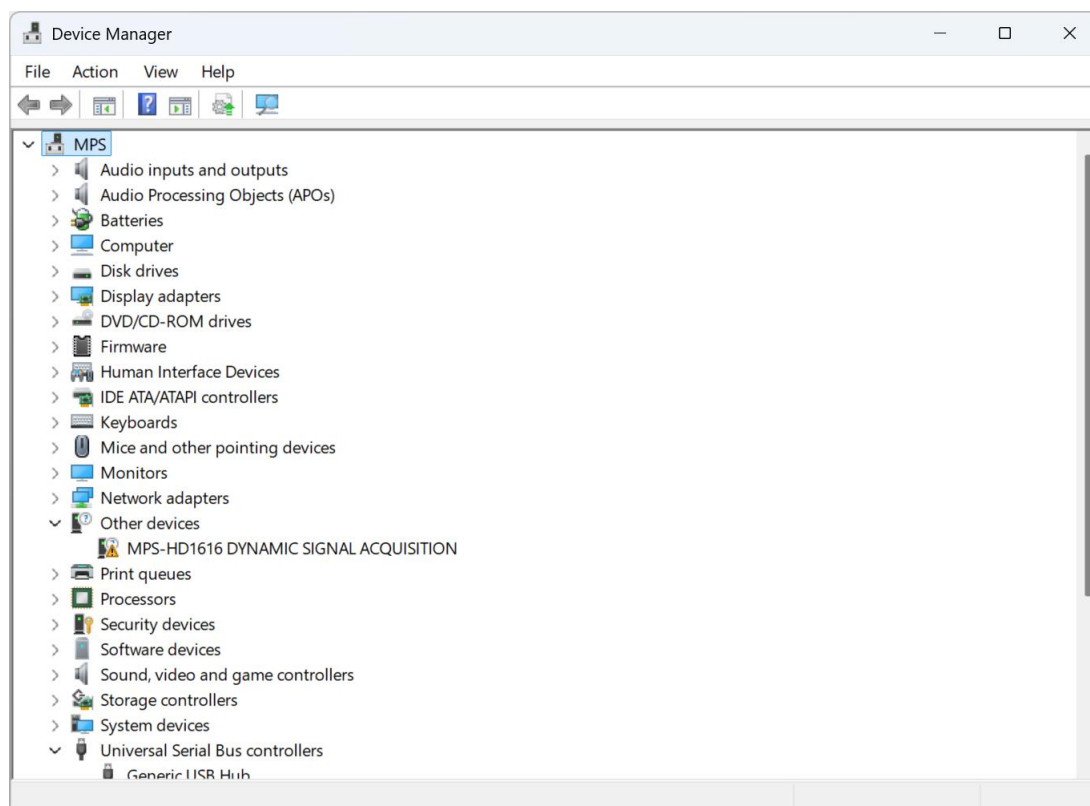 Device Manager
File Action View Help
MPS
Audio inputs and outputs
Audio Processing Objects (APOs)
Batteries
Computer
Disk drives
Display adapters
DVD/CD-ROM drives
Firmware
Human Interface Devices
IDE ATA/ATAPI controllers
Keyboards
Mice and other pointing devices
Monitors
Network adapters
Other devices
MPS-HD1616 DYNAMIC SIGNAL ACQUISITION
Print queues
Processors
Security devices
Software devices
Sound, video and game controllers
Storage controllers
System devices
Universal Serial Bus controllers
Generic USB Hub